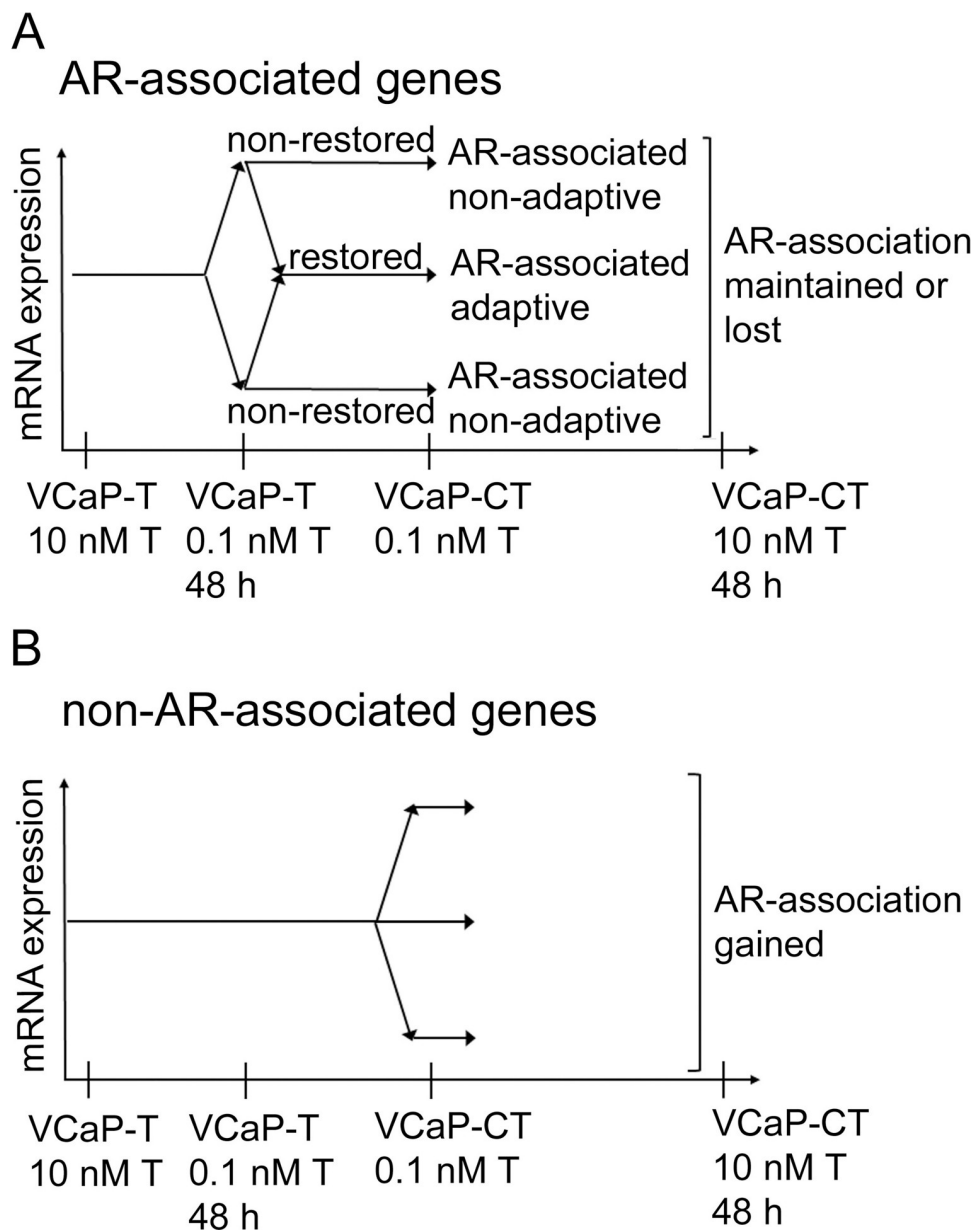 A
AR-associated genes
mRNA expression
non-restored
AR-associated
non-adaptive
restored
AR-associated
adaptive
non-restored
AR-associated
non-adaptive
AR-association
maintained or
lost
VCaP-T
10 nM T
VCaP-T
0.1 nM T
48 h
VCaP-CT
0.1 nM T
VCaP-CT
10 nM T
48 h
B
non-AR-associated genes
mRNA expression
AR-association
gained
VCaP-T
10 nM T
VCaP-T
0.1 nM T
48 h
VCaP-CT
0.1 nM T
VCaP-CT
10 nM T
48 h